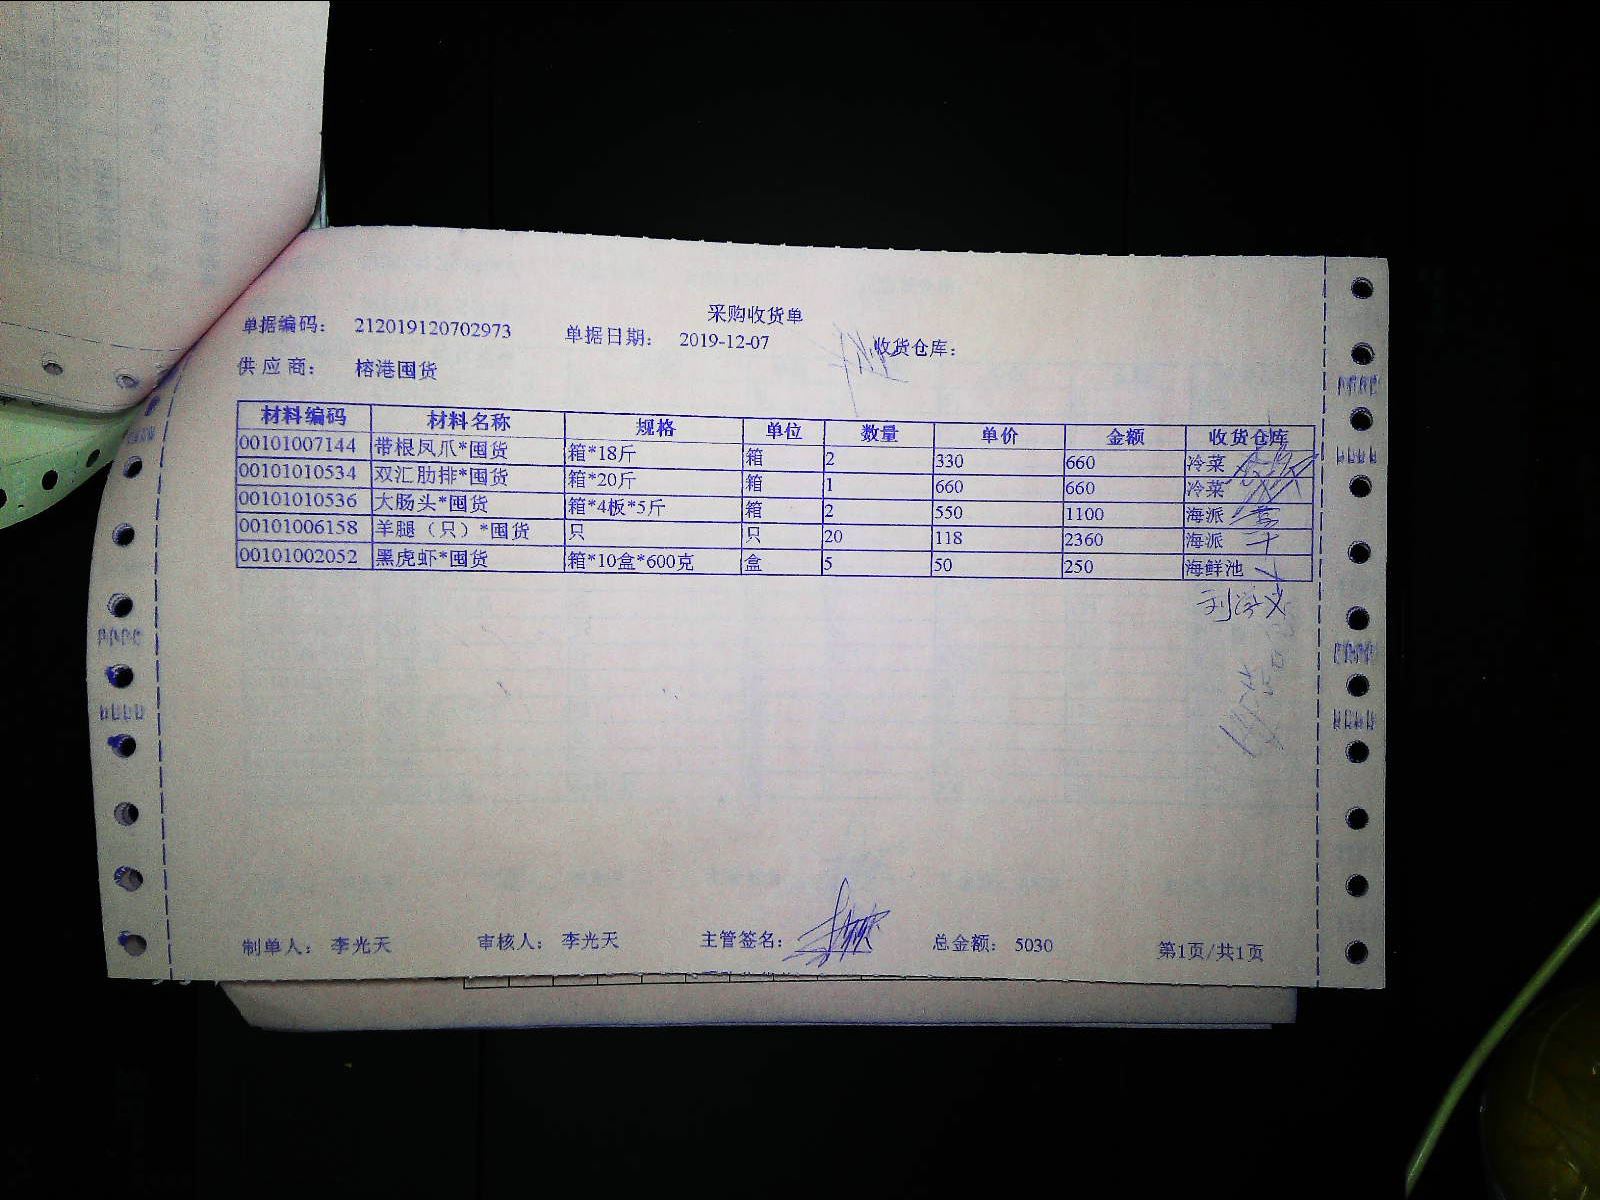 采购收货单
单据编码： 212019120702973 单据日期： 2019-12-07 收货仓库：
供应商： 榕港囤货
材料编码 材料名称 规格 单位 数量 单价 金额 收货仓库
00101007144 带根凤爪*囤货 箱*18斤 箱 2 330 660 冷菜
00101010534 双汇肋排*囤货 箱*20斤 箱 1 660 660 冷菜
00101010536 大肠头*囤货 箱*4板*5斤 箱 2 550 1100 海派
00101006158 羊腿（只）*囤货 只 只 20 118 2360 海派
00101002052 黑虎虾*囤货 箱*10盒*600克 盒 5 50 250 海鲜池
制单人： 李光天 审核人： 李光天 主管签名： 总金额： 5030 第1页/共1页